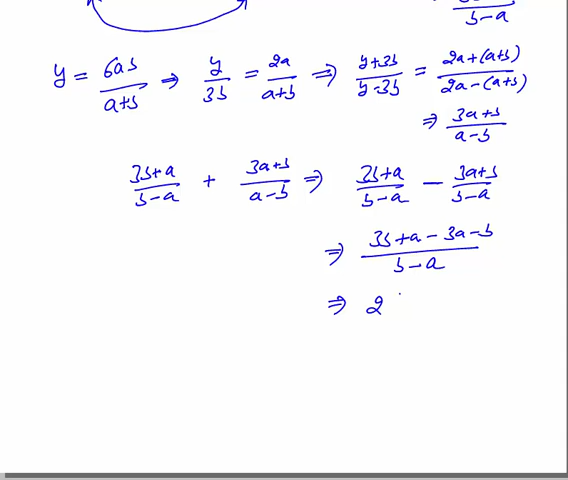 b-a
y = 6ab/(a+b) ⇒ y/3b = 2a/(a+b) ⇒ (y+3b)/(y-3b) = (2a+(a+b))/(2a-(a+b))
⇒ (3a+b)/(a-b)
(3b+a)/(b-a) + (3a+b)/(a-b) ⇒ (3b+a)/(b-a) - (3a+b)/(b-a)
⇒ (3b+a-3a-b)/(b-a)
⇒ 2